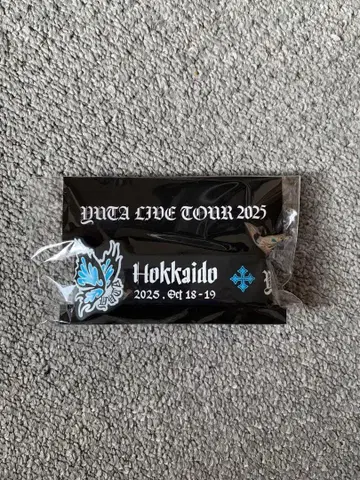 YUTA LIVE TOUR 2025
Hokkaido
2025 . Oct 18 - 19